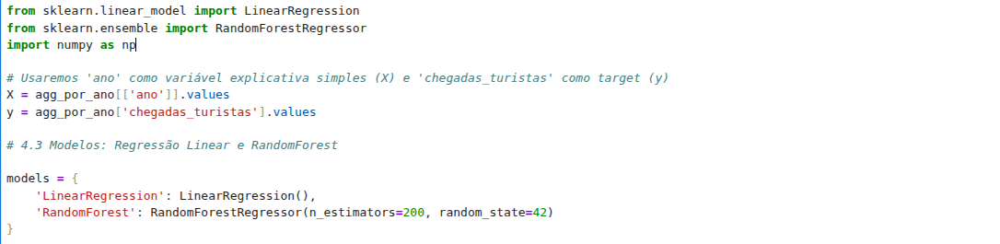 from sklearn.linear_model import LinearRegression
from sklearn.ensemble import RandomForestRegressor
import numpy as np
# Usaremos 'ano' como variável explicativa simples (X) e 'chegadas_turistas' como target (y)
X = agg_por_ano[['ano']].values
y = agg_por_ano['chegadas_turistas'].values
# 4.3 Modelos: Regressão Linear e RandomForest
models = {
    'LinearRegression': LinearRegression(),
    'RandomForest': RandomForestRegressor(n_estimators=200, random_state=42)
}